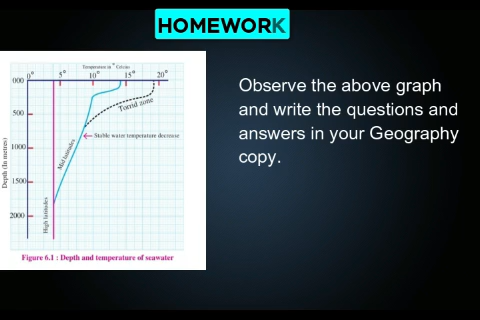 HOMEWORK
Temperature in ° Celsius
0° 5° 10° 15° 20°
000
500
1000
1500
2000
Depth (In metres)
Torrid zone
Stable water temperature decrease
Mid latitudes
High latitudes
Figure 6.1 : Depth and temperature of seawater
Observe the above graph
and write the questions and
answers in your Geography
copy.